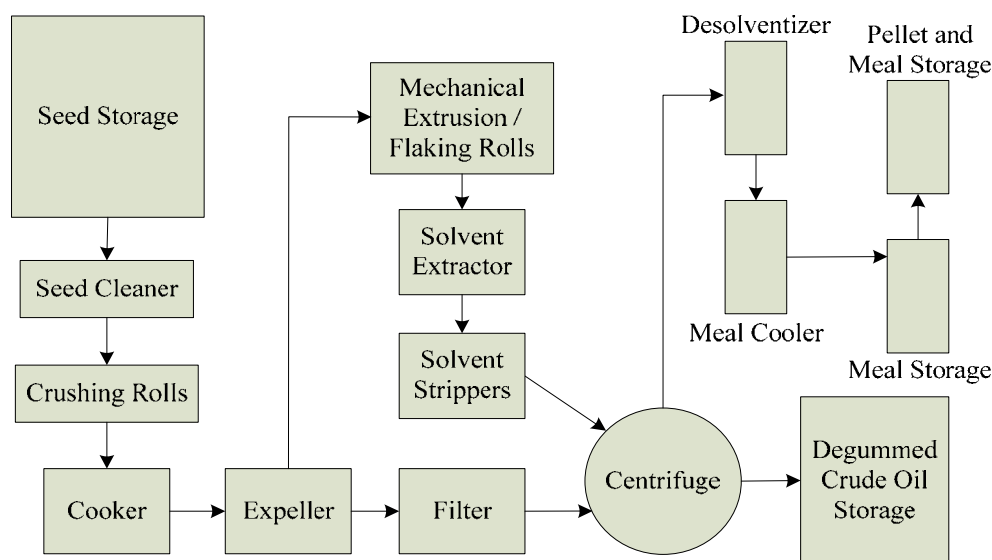 Seed Storage
Seed Cleaner
Crushing Rolls
Cooker
Expeller
Mechanical
Extrusion /
Flaking Rolls
Solvent
Extractor
Solvent
Strippers
Filter
Centrifuge
Desolventizer
Meal Cooler
Meal Storage
Pellet and
Meal Storage
Degummed
Crude Oil
Storage